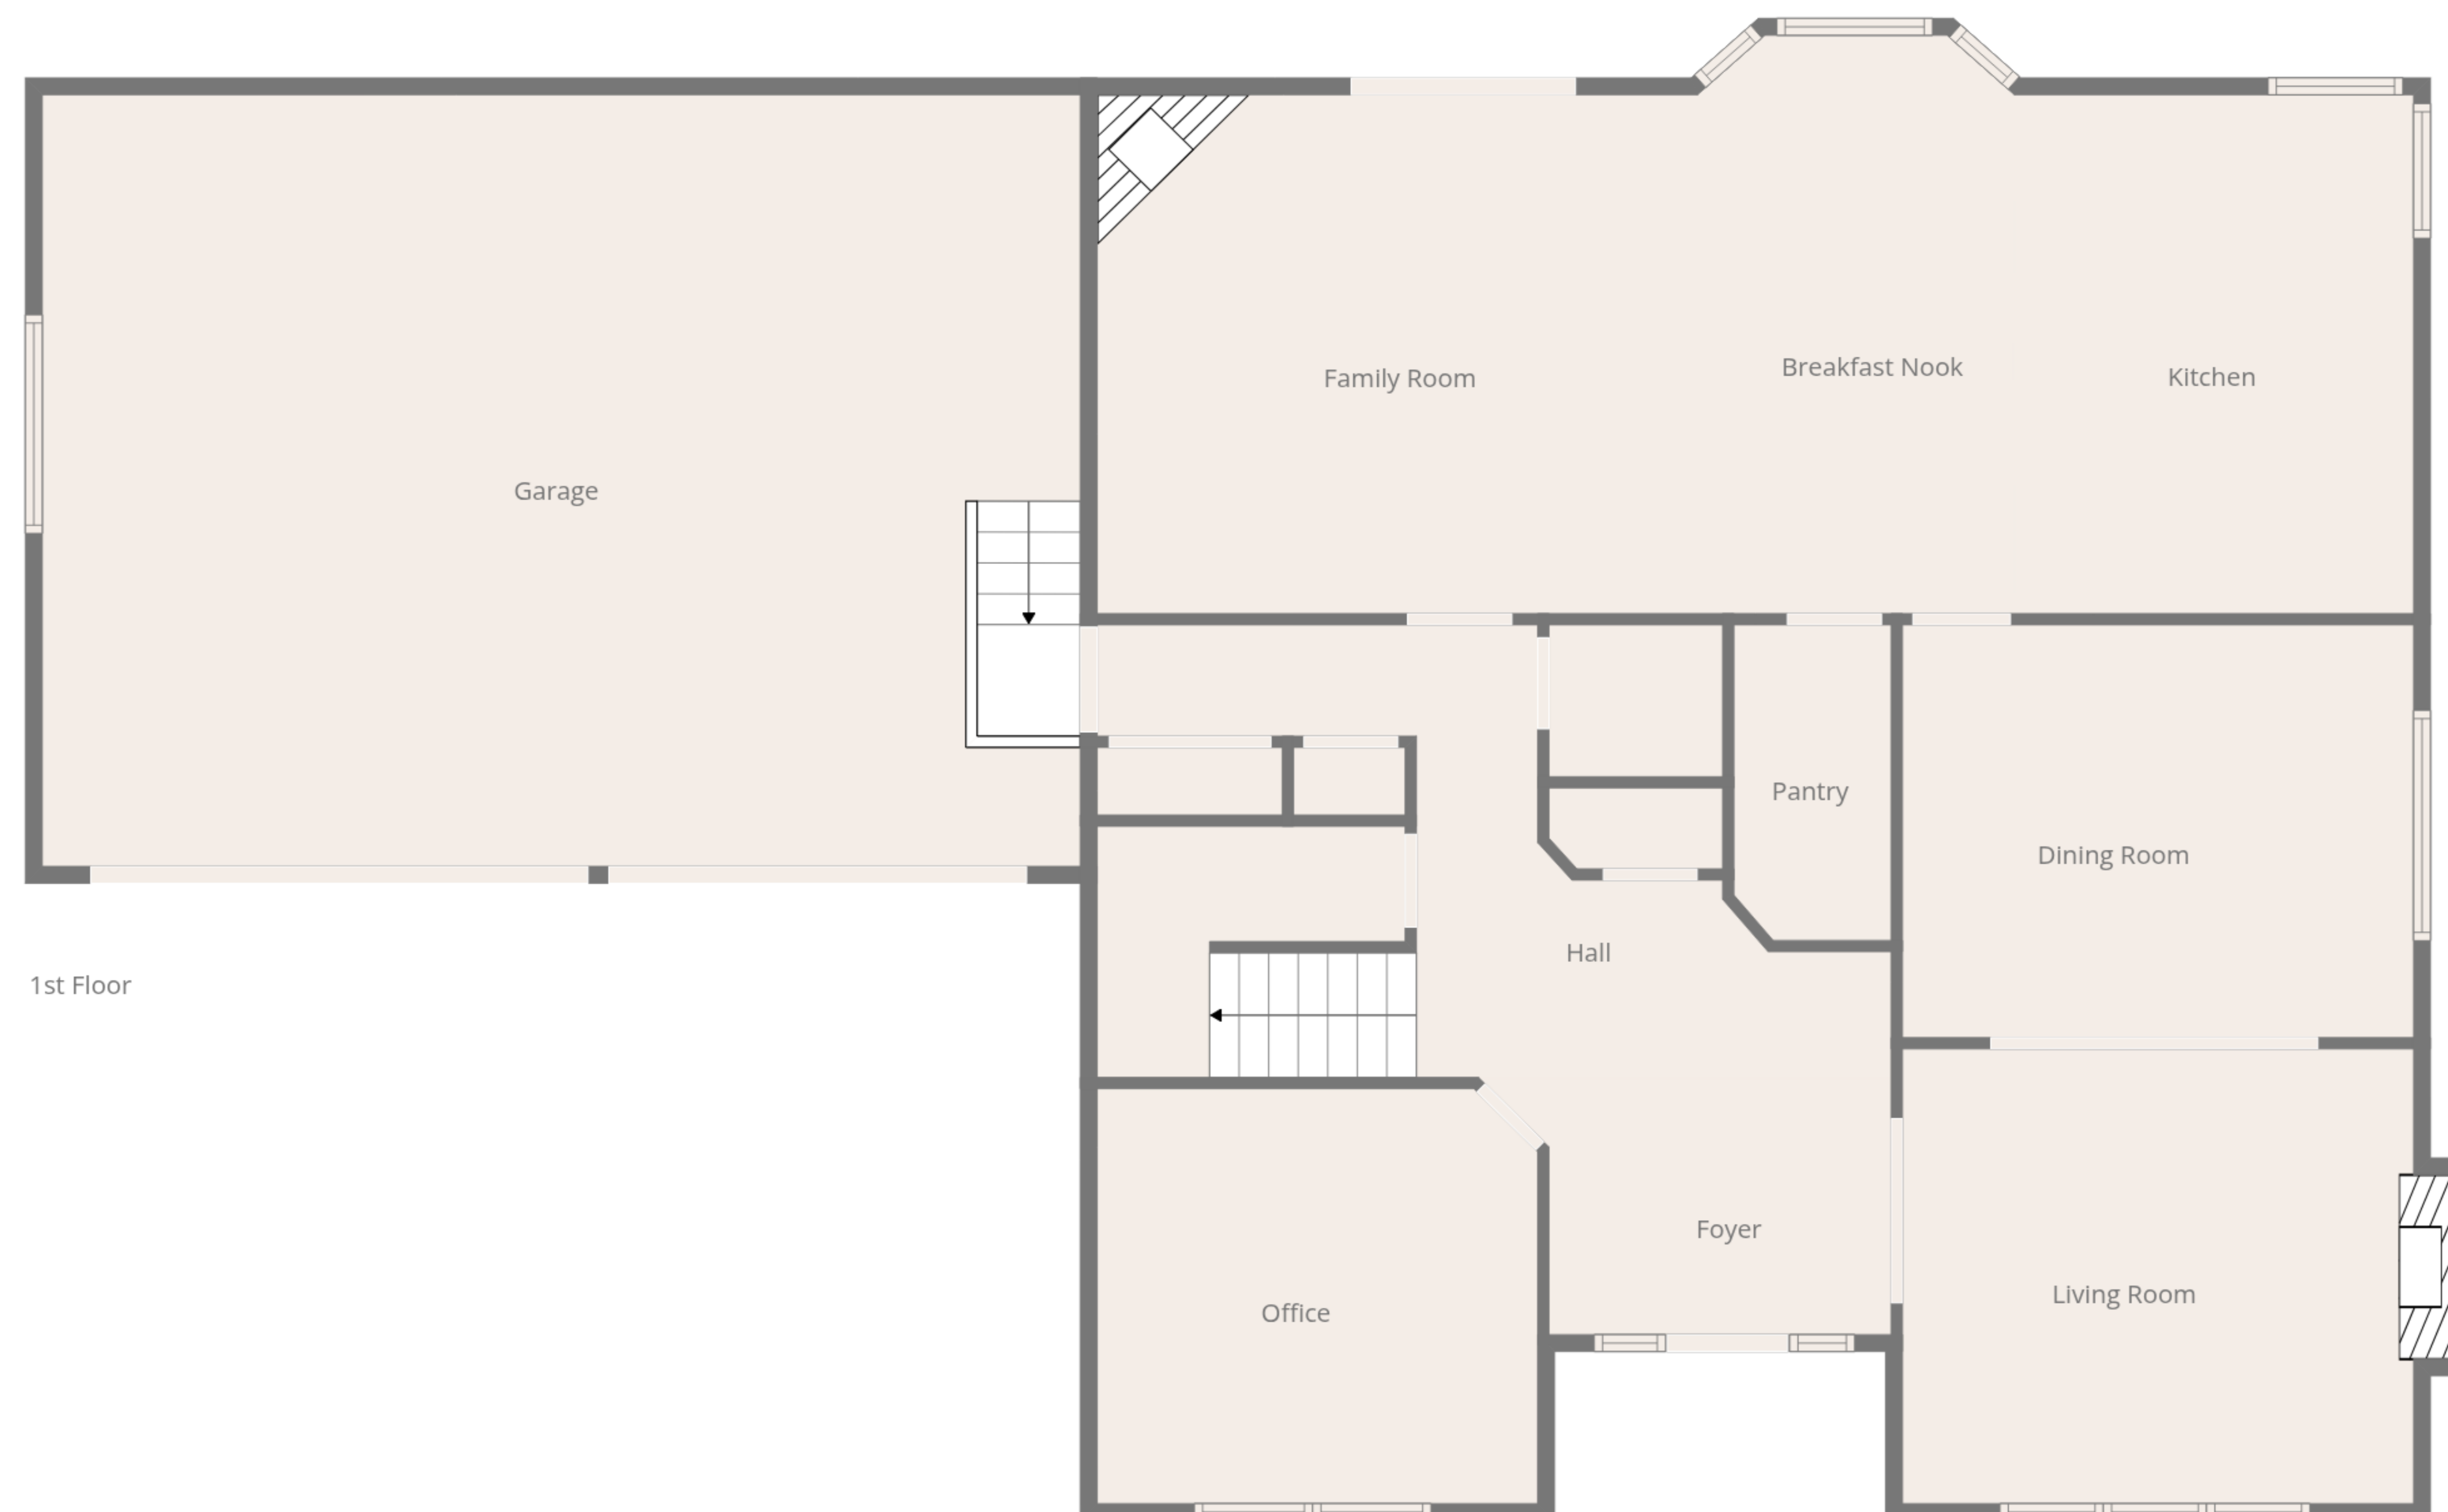 Family Room
Breakfast Nook
Kitchen
Garage
Pantry
Dining Room
Hall
1st Floor
Foyer
Living Room
Office